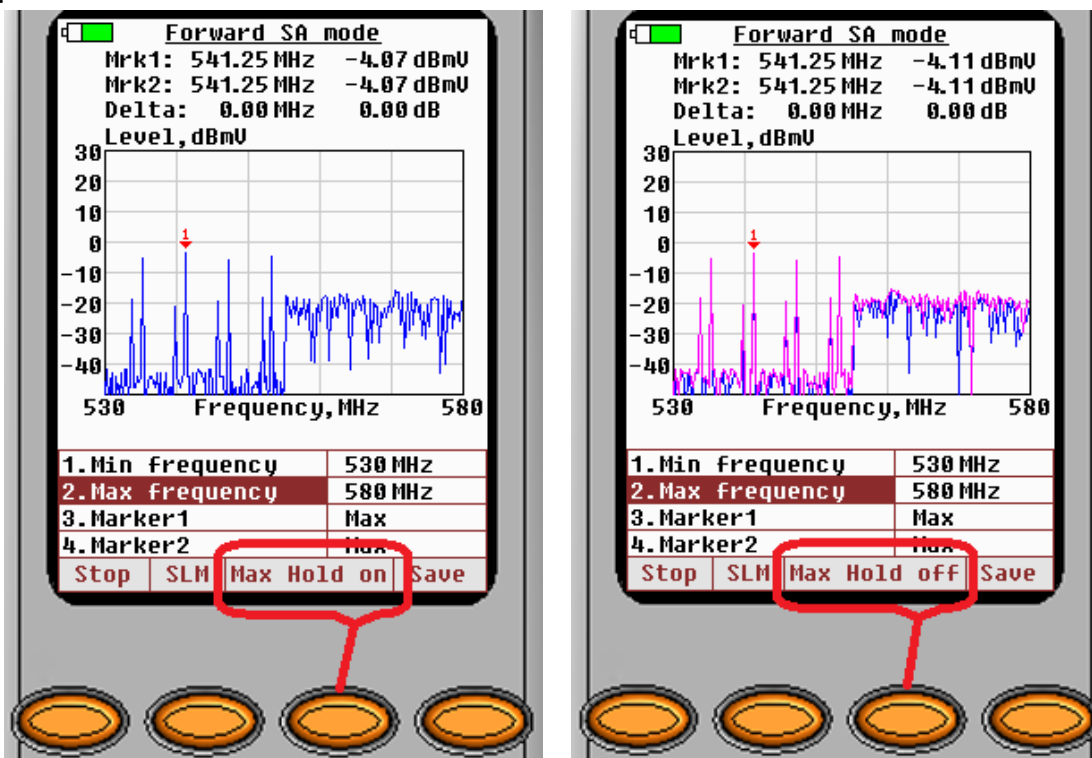 Forward SA mode
Mrk1: 541.25 MHz -4.07 dBmV
Mrk2: 541.25 MHz -4.07 dBmV
Delta: 0.00 MHz 0.00 dB
Level,dBmV
30
20
10
0
1
-10
-20
-30
-40
530 Frequency,MHz 580
1.Min frequency 530 MHz
2.Max frequency 580 MHz
3.Marker1 Max
4.Marker2 Max
Stop SLM Max Hold on Save
Forward SA mode
Mrk1: 541.25 MHz -4.11 dBmV
Mrk2: 541.25 MHz -4.11 dBmV
Delta: 0.00 MHz 0.00 dB
Level,dBmV
30
20
10
0
1
-10
-20
-30
-40
530 Frequency,MHz 580
1.Min frequency 530 MHz
2.Max frequency 580 MHz
3.Marker1 Max
4.Marker2 Max
Stop SLM Max Hold off Save